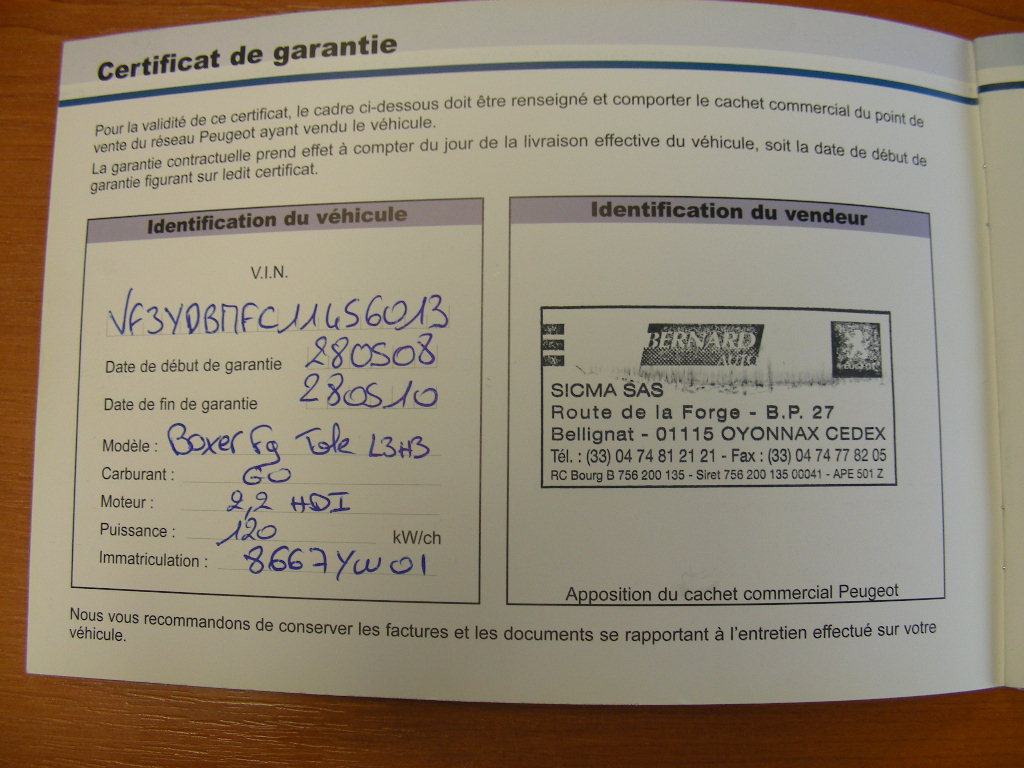 Certificat de garantie
Pour la validité de ce certificat, le cadre ci-dessous doit être renseigné et comporter le cachet commercial du point de
vente du réseau Peugeot ayant vendu le véhicule.
La garantie contractuelle prend effet à compter du jour de la livraison effective du véhicule, soit la date de début de
garantie figurant sur ledit certificat.
Identification du véhicule
V.I.N.
VF3YDBMFC11456013
Date de début de garantie 280508
Date de fin de garantie 280510
Modèle : Boxer Fg Tole L3H3
Carburant : GO
Moteur : 2,2 HDI
Puissance : 120 kW/ch
Immatriculation : 8667YW01
Identification du vendeur
BERNARD
PEUGEOT
SICMA SAS
Route de la Forge - B.P. 27
Bellignat - 01115 OYONNAX CEDEX
Tél. : (33) 04 74 81 21 21 - Fax : (33) 04 74 77 82 05
RC Bourg B 756 200 135 - Siret 756 200 135 00041 - APE 501 Z
Apposition du cachet commercial Peugeot
Nous vous recommandons de conserver les factures et les documents se rapportant à l'entretien effectué sur votre
véhicule.